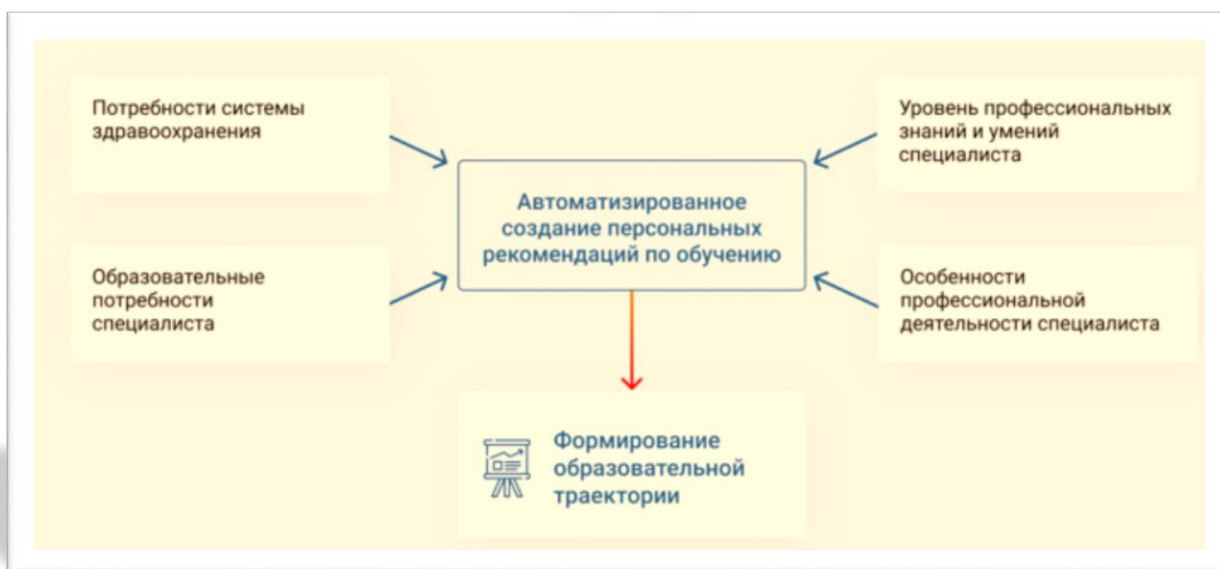 Потребности системы
здравоохранения
Уровень профессиональных
знаний и умений
специалиста
Автоматизированное
создание персональных
рекомендаций по обучению
Образовательные
потребности
специалиста
Особенности
профессиональной
деятельности специалиста
Формирование
образовательной
траектории